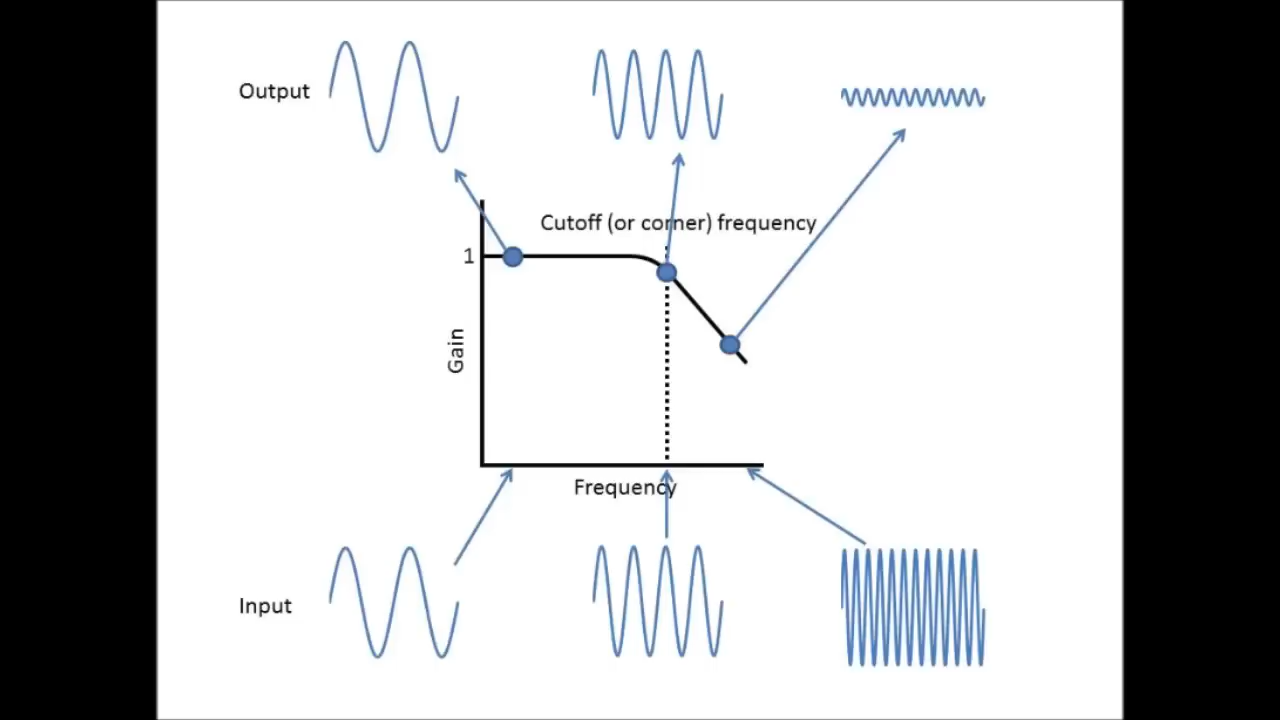 Output
Cutoff (or corner) frequency
1
Gain
Frequency
Input